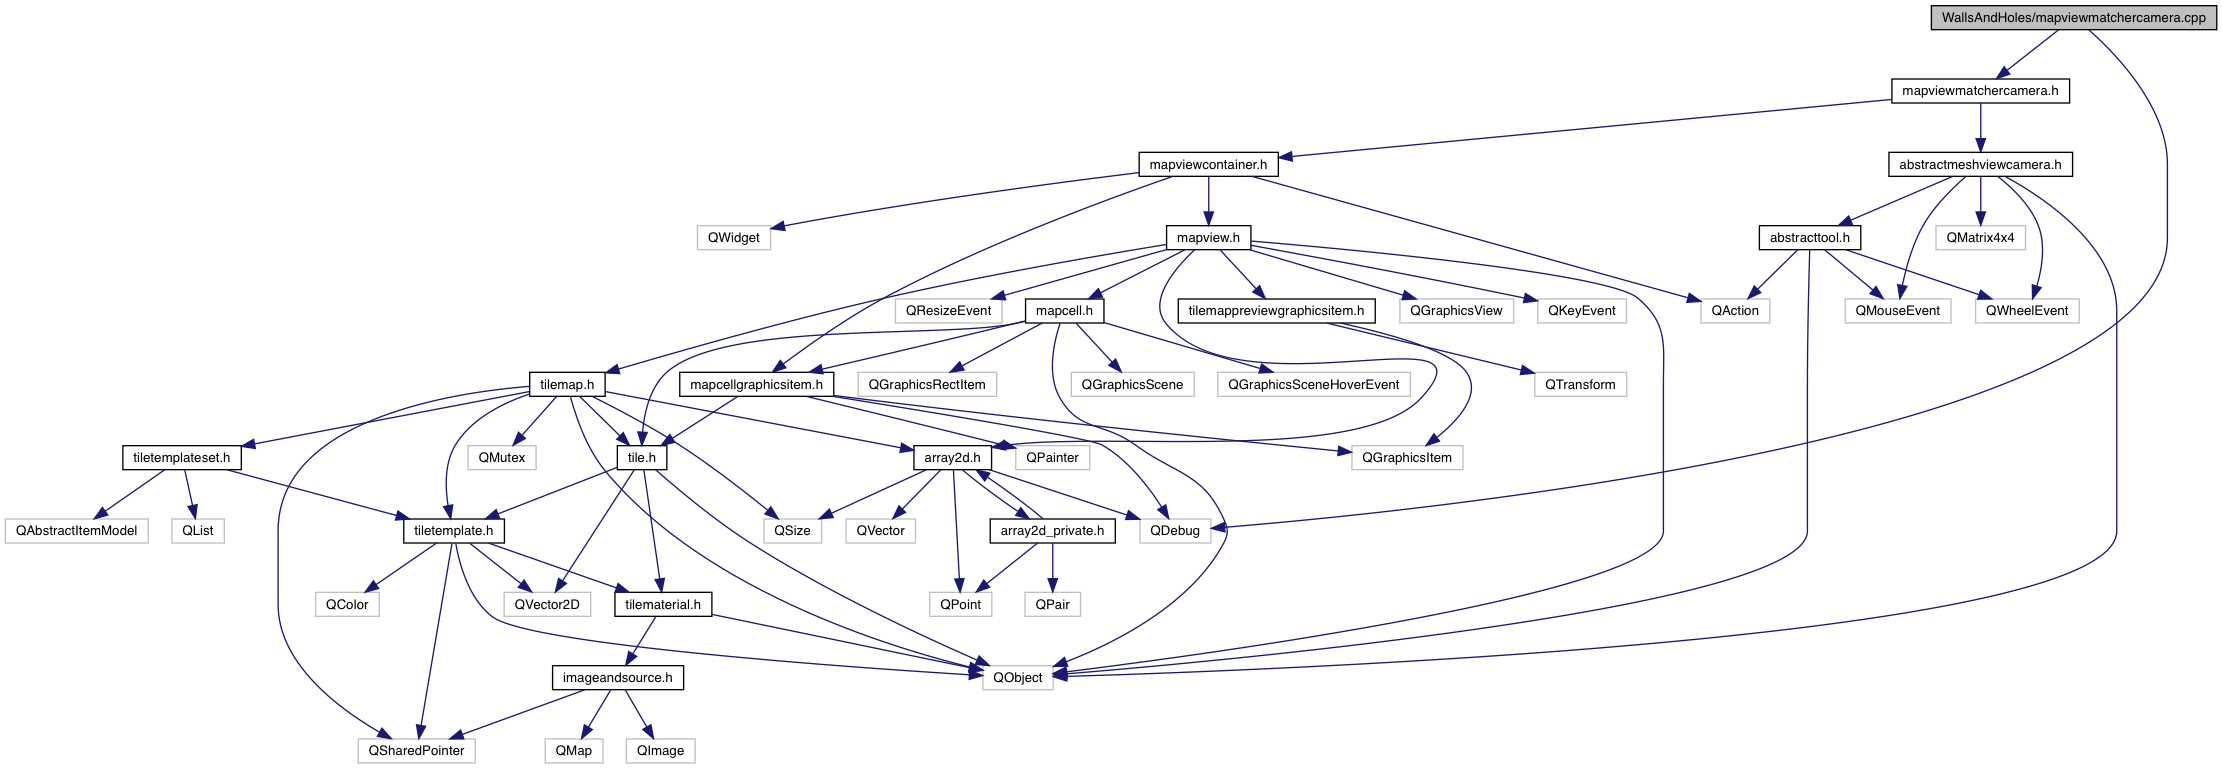 WallsAndHoles/mapviewmatchercamera.cpp
mapviewmatchercamera.h
mapviewcontainer.h
abstractmeshviewcamera.h
QWidget
mapview.h
abstracttool.h
QMatrix4x4
QResizeEvent
mapcell.h
tilemappreviewgraphicsitem.h
QGraphicsView
QKeyEvent
QAction
QMouseEvent
QWheelEvent
tilemap.h
mapcellgraphicsitem.h
QGraphicsRectItem
QGraphicsScene
QGraphicsSceneHoverEvent
QTransform
tiletemplateset.h
QMutex
tile.h
array2d.h
QPainter
QGraphicsItem
QAbstractItemModel
QList
tiletemplate.h
QSize
QVector
array2d_private.h
QDebug
QColor
QVector2D
tilematerial.h
QPoint
QPair
imageandsource.h
QObject
QSharedPointer
QMap
QImage